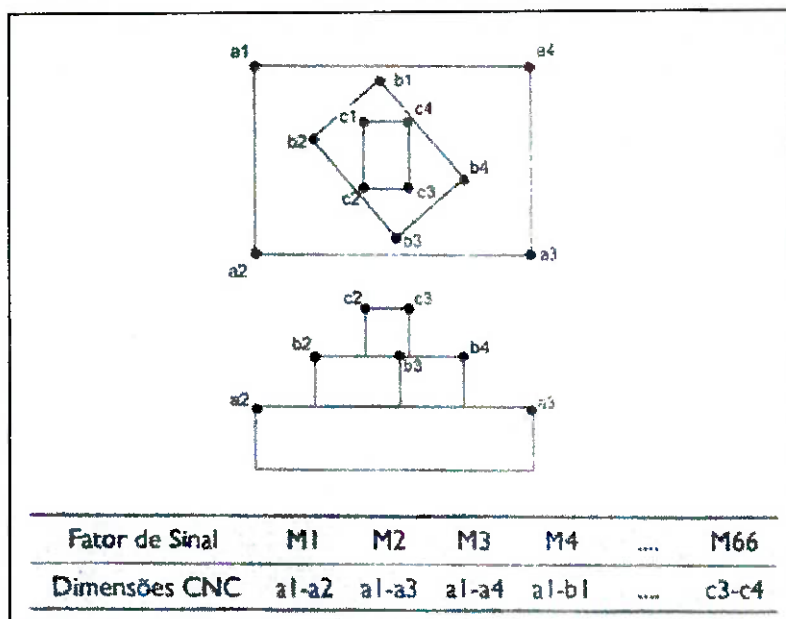 a1 a4
b1
c1 c4
b2
b4
c2 c3
b3
a2 a3
c2 c3
b2 b3 b4
a2 a3
Fator de Sinal M1 M2 M3 M4 .... M66
Dimensões CNC a1-a2 a1-a3 a1-a4 a1-b1 .... c3-c4